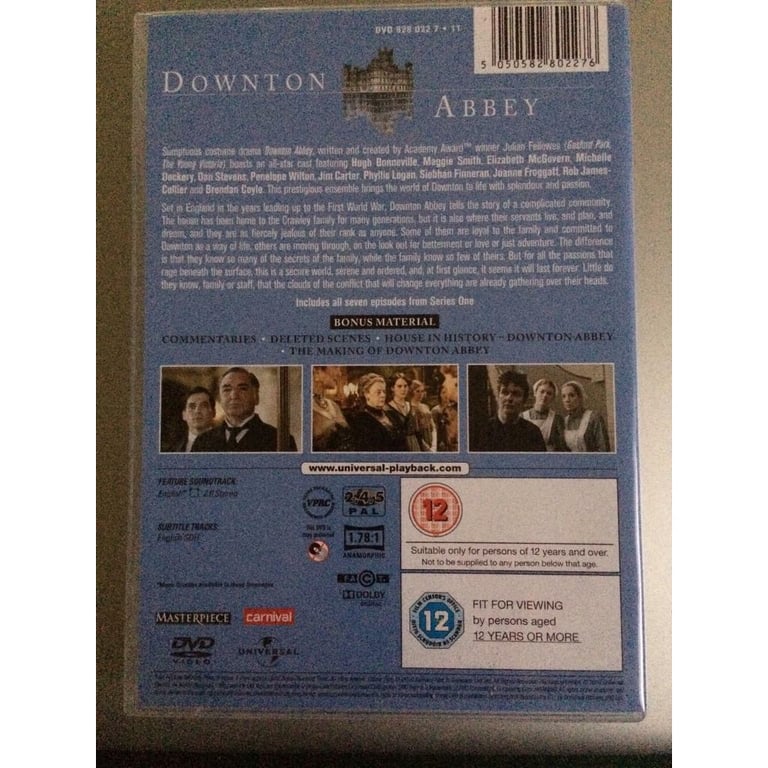 DVD 828 022 7 • 11
5 050582 802276
DOWNTON
ABBEY
Sumptuous costume drama Downton Abbey, written and created by Academy Award™ winner Julian Fellowes (Gosford Park,
The Young Victoria) boasts an all-star cast featuring Hugh Bonneville, Maggie Smith, Elizabeth McGovern, Michelle
Dockery, Dan Stevens, Penelope Wilton, Jim Carter, Phyllis Logan, Siobhan Finneran, Joanne Froggatt, Rob James-
Collier and Brendan Coyle. This prestigious ensemble brings the world of Downton to life with splendour and passion.
Set in England in the years leading up to the First World War, Downton Abbey tells the story of a complicated community.
The house has been home to the Crawley family for many generations, but it is also where their servants live, and plan, and
dream, and they are as fiercely jealous of their rank as anyone. Some of them are loyal to the family and committed to
Downton as a way of life, others are moving through, on the look out for betterment or love or just adventure. The difference
is that they know so many of the secrets of the family, while the family know so few of theirs. But for all the passions that
rage beneath the surface, this is a secure world, serene and ordered, and, at first glance, it seems it will last forever. Little do
they know, family or staff, that the clouds of the conflict that will change everything are already gathering over their heads.
Includes all seven episodes from Series One
BONUS MATERIAL
COMMENTARIES • DELETED SCENES • HOUSE IN HISTORY – DOWNTON ABBEY
• THE MAKING OF DOWNTON ABBEY
www.universal-playback.com
FEATURE SOUNDTRACK:
English* 2.0 Stereo
SUBTITLE TRACKS:
English SDH
VPRC
2 4 5
PAL
This DVD is
1.78:1
ANAMORPHIC
F.A.C.T.
DOLBY
DIGITAL
12
Suitable only for persons of 12 years and over.
Not to be supplied to any person below that age.
FILM CENSOR'S OFFICE
12
FIT FOR VIEWING
by persons aged
12 YEARS OR MORE
MASTERPIECE
carnival
DVD
VIDEO
UNIVERSAL